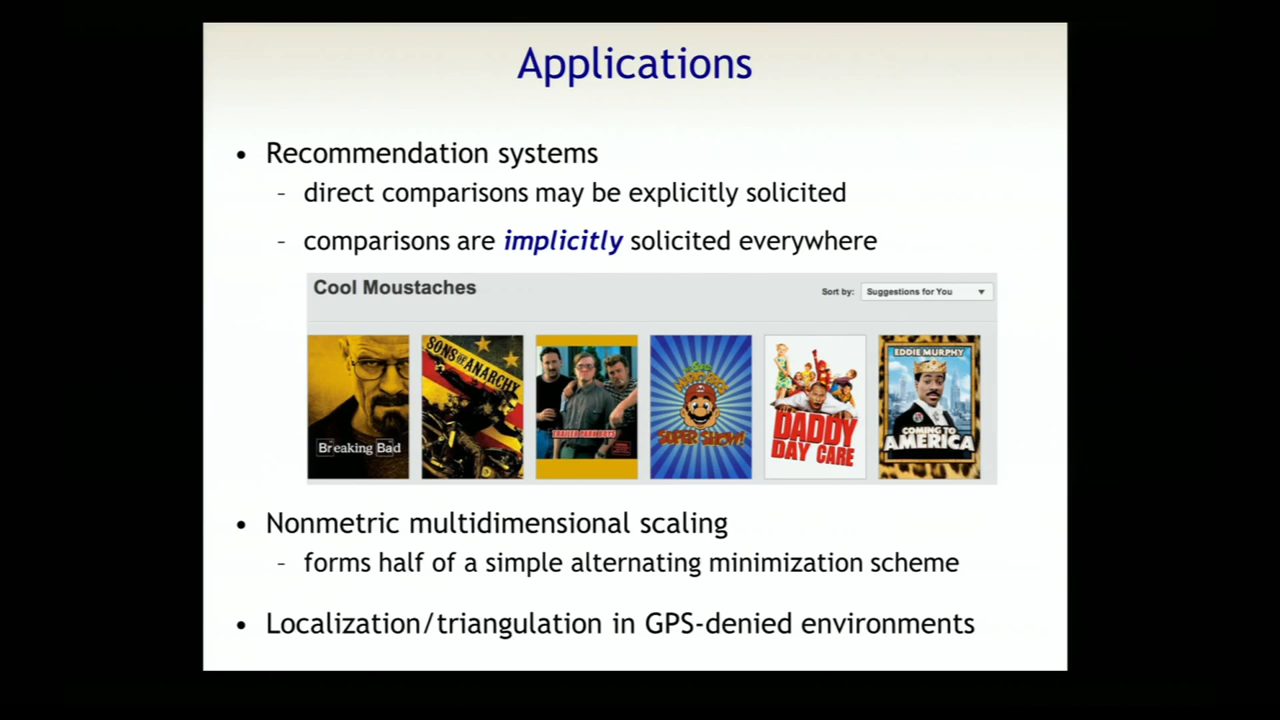 Applications
• Recommendation systems
– direct comparisons may be explicitly solicited
– comparisons are implicitly solicited everywhere
Cool Moustaches
Sort by: Suggestions for You
Breaking Bad
SONS OF ANARCHY
TRAILER PARK BOYS
SUPER SHOW!
DADDY
DAY CARE
EDDIE MURPHY
COMING TO
AMERICA
• Nonmetric multidimensional scaling
– forms half of a simple alternating minimization scheme
• Localization/triangulation in GPS-denied environments